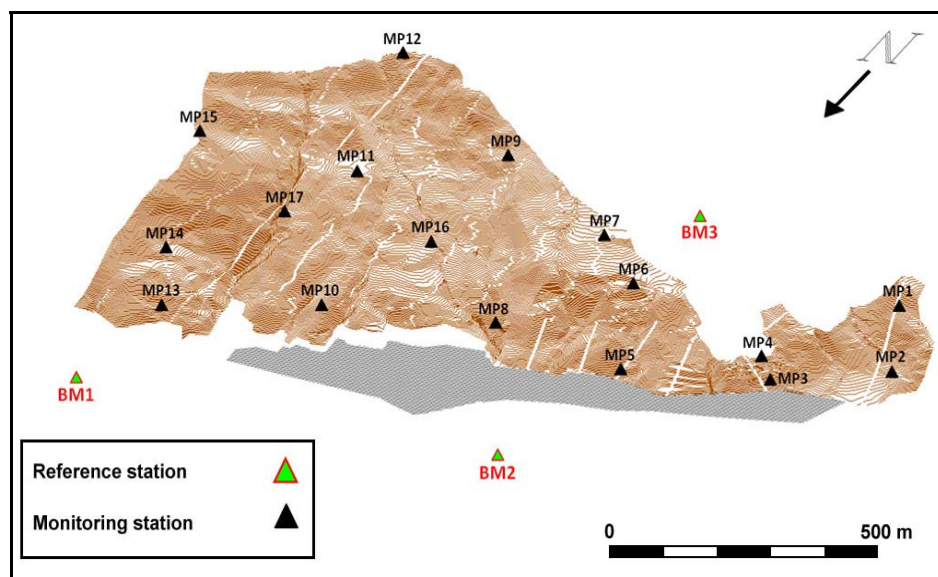 MP12
N
MP15
MP9
MP11
MP17
MP7
BM3
MP16
MP14
MP6
MP13
MP10
MP1
MP8
MP4
MP5
MP2
MP3
BM1
BM2
Reference station
Monitoring station
0 500 m